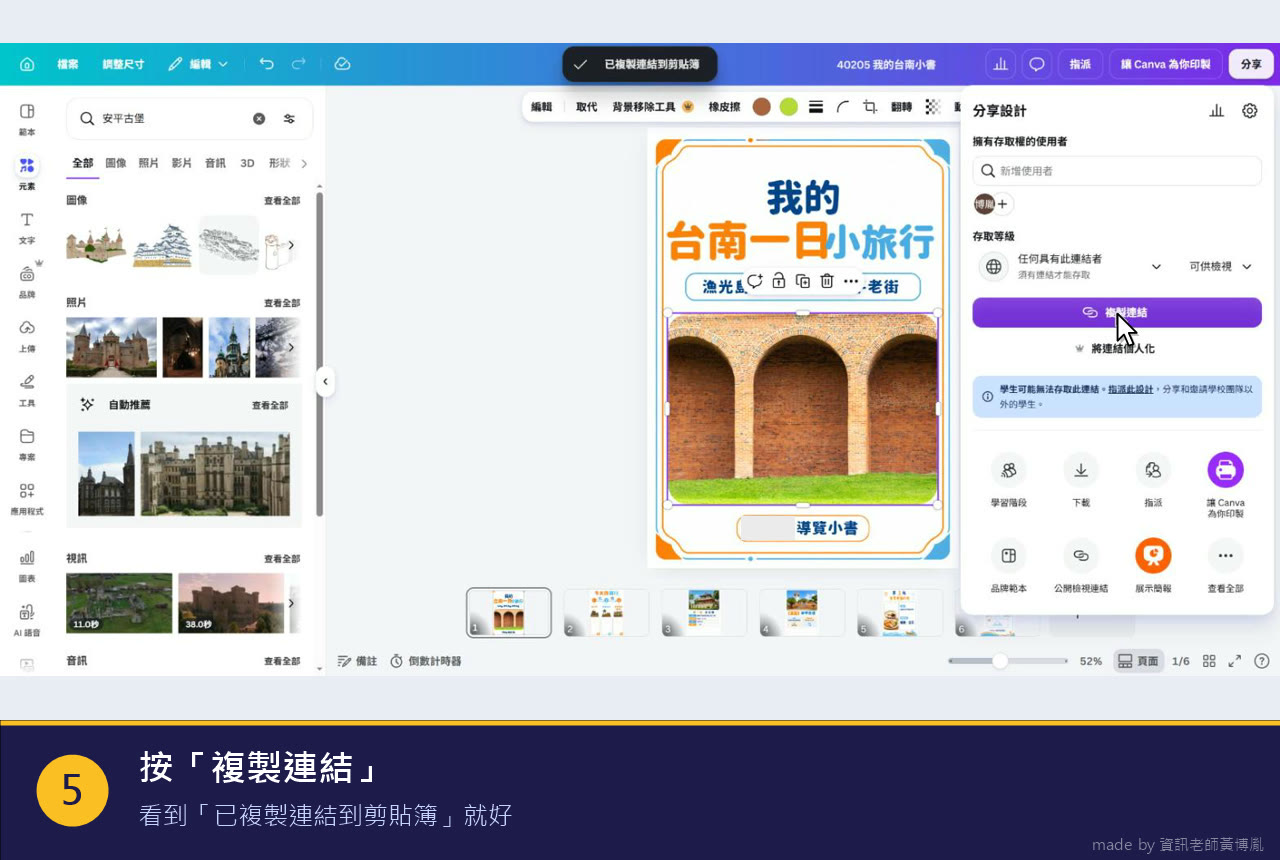 檔案 調整尺寸 編輯 已複製連結到剪貼簿 40205 我的台南小書 指派 讓 Canva 為你印製 分享
範本
元素
文字
品牌
上傳
工具
專案
應用程式
圖表
AI 語音
安平古堡
全部 圖像 照片 影片 音訊 3D 形狀
圖像 查看全部
照片 查看全部
自動推薦 查看全部
視訊 查看全部
11.0秒 38.0秒
音訊 查看全部
編輯 取代 背景移除工具 橡皮擦 翻轉
我的
台南一日小旅行
漁光島 老街
導覽小書
1 2 3 4 5 6
備註 倒數計時器 52% 頁面 1/6
分享設計
擁有存取權的使用者
新增使用者
博胤
存取等級
任何具有此連結者 可供檢視
須有連結才能存取
複製連結
將連結個人化
學生可能無法存取此連結。指派此設計，分享和邀請學校團隊以
外的學生。
學習階段 下載 指派 讓 Canva
為你印製
品牌範本 公開檢視連結 展示簡報 查看全部
5
按「複製連結」
看到「已複製連結到剪貼簿」就好
made by 資訊老師黃博胤